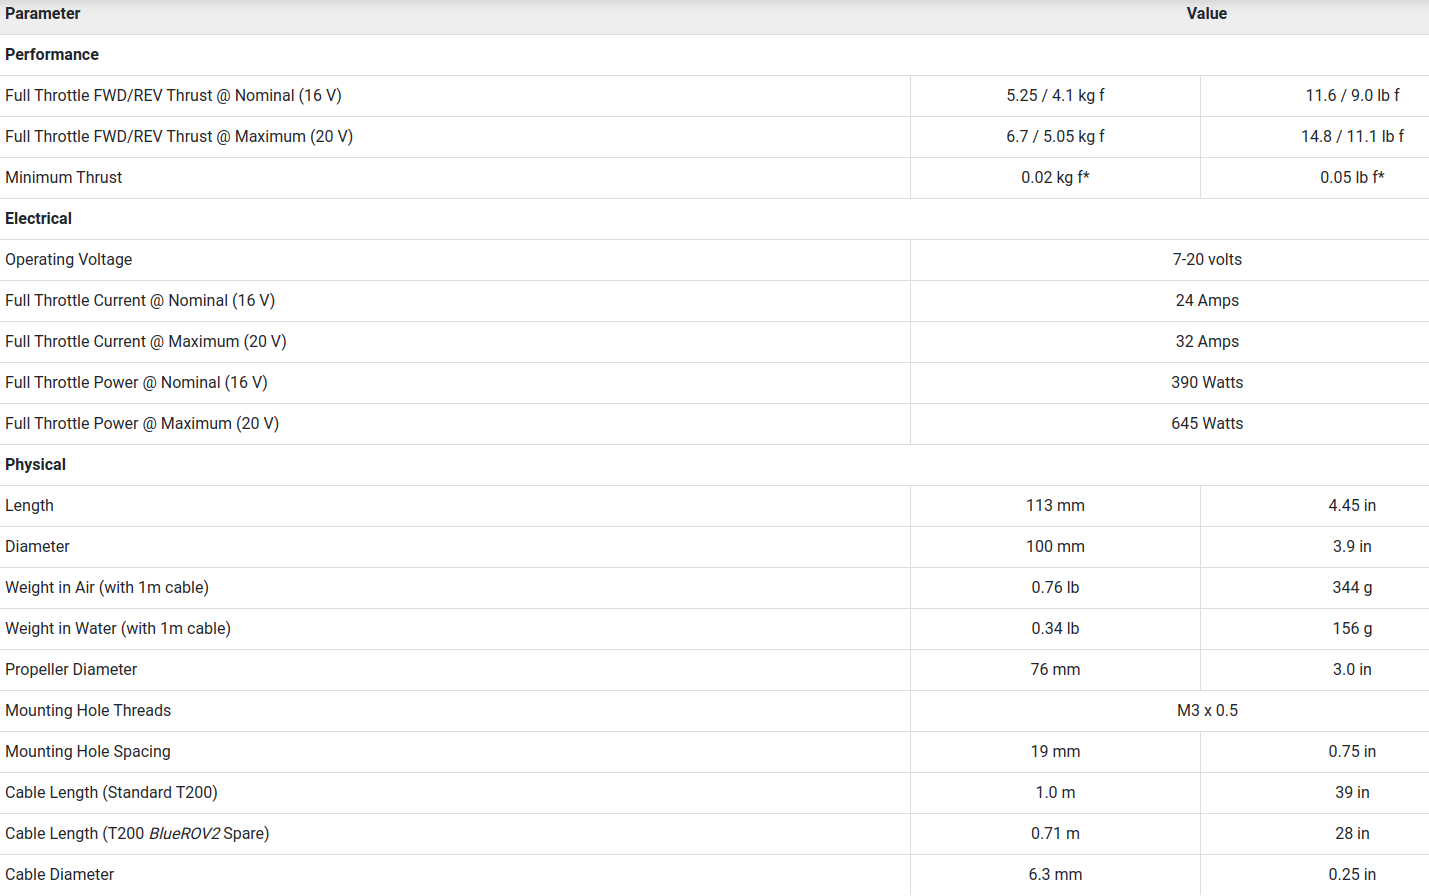 Parameter Value
Performance
Full Throttle FWD/REV Thrust @ Nominal (16 V) 5.25 / 4.1 kg f 11.6 / 9.0 lb f
Full Throttle FWD/REV Thrust @ Maximum (20 V) 6.7 / 5.05 kg f 14.8 / 11.1 lb f
Minimum Thrust 0.02 kg f* 0.05 lb f*
Electrical
Operating Voltage 7-20 volts
Full Throttle Current @ Nominal (16 V) 24 Amps
Full Throttle Current @ Maximum (20 V) 32 Amps
Full Throttle Power @ Nominal (16 V) 390 Watts
Full Throttle Power @ Maximum (20 V) 645 Watts
Physical
Length 113 mm 4.45 in
Diameter 100 mm 3.9 in
Weight in Air (with 1m cable) 0.76 lb 344 g
Weight in Water (with 1m cable) 0.34 lb 156 g
Propeller Diameter 76 mm 3.0 in
Mounting Hole Threads M3 x 0.5
Mounting Hole Spacing 19 mm 0.75 in
Cable Length (Standard T200) 1.0 m 39 in
Cable Length (T200 BlueROV2 Spare) 0.71 m 28 in
Cable Diameter 6.3 mm 0.25 in